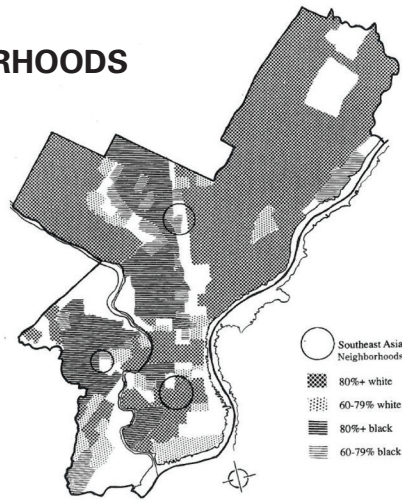 RHOODS
Southeast Asia
Neighborhoods
80%+ white
60-79% white
80%+ black
60-79% black